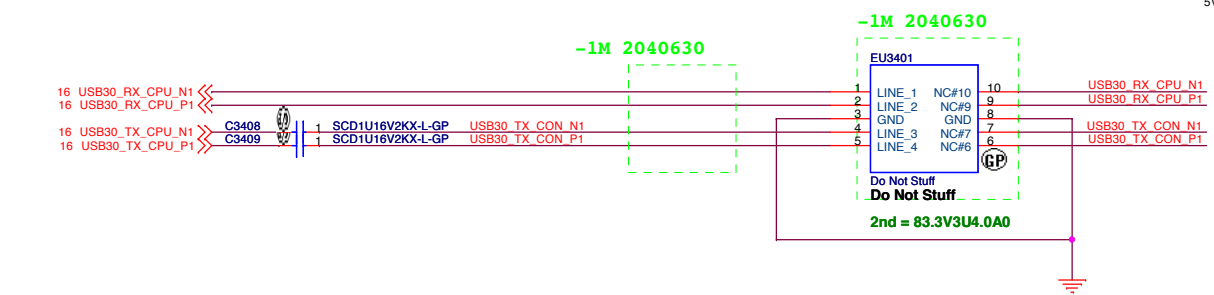 -1M 2040630
-1M 2040630
EU3401
16 USB30_RX_CPU_N1
16 USB30_RX_CPU_P1
1 LINE_1 NC#10 10 USB30_RX_CPU_N1
2 LINE_2 NC#9 9 USB30_RX_CPU_P1
3 GND GND 8
16 USB30_TX_CPU_N1 C3408 1 SCD1U16V2KX-L-GP USB30_TX_CON_N1
4 LINE_3 NC#7 7 USB30_TX_CON_N1
16 USB30_TX_CPU_P1 C3409 1 SCD1U16V2KX-L-GP USB30_TX_CON_P1
5 LINE_4 NC#6 6 USB30_TX_CON_P1
GP
Do Not Stuff
Do Not Stuff
2nd = 83.3V3U4.0A0